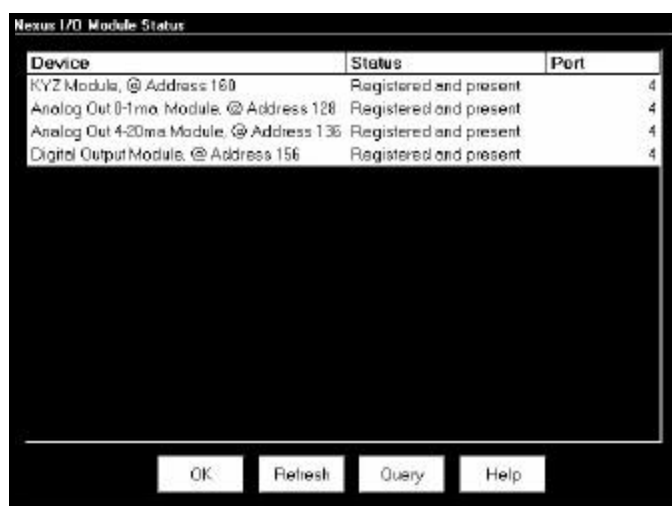 Nexus I/O Module Status
Device Status Port
KYZ Module, @ Address 160 Registered and present 4
Analog Out 0-1ma Module, @ Address 128 Registered and present 4
Analog Out 4-20ma Module, @ Address 136 Registered and present 4
Digital Output Module, @ Address 156 Registered and present 4
OK Refresh Query Help